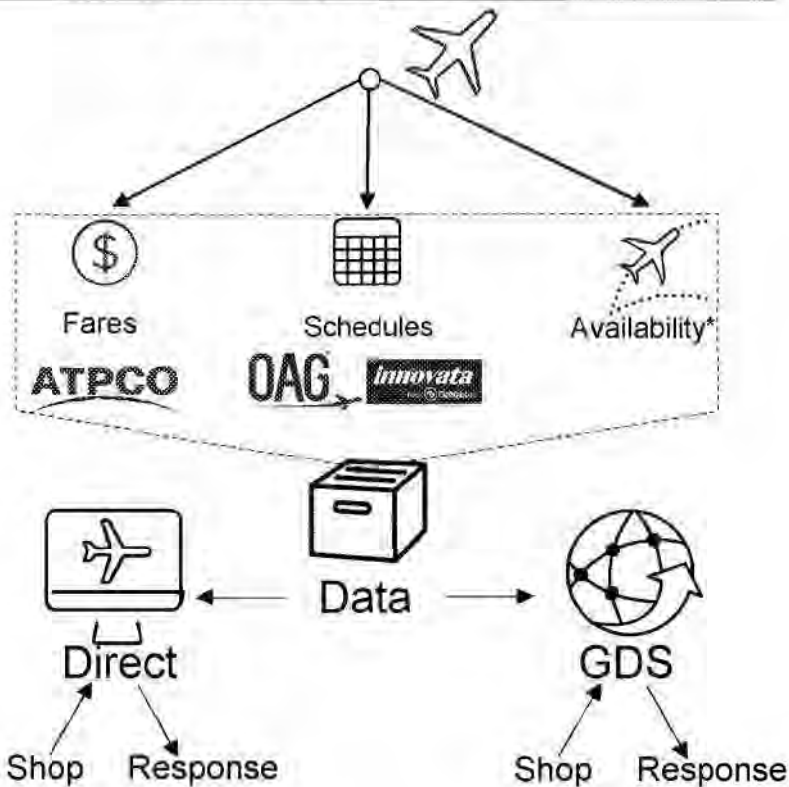 $
Fares
Schedules
Availability*
ATPCO
OAG
innovata
Data
Direct
GDS
Shop
Response
Shop
Response